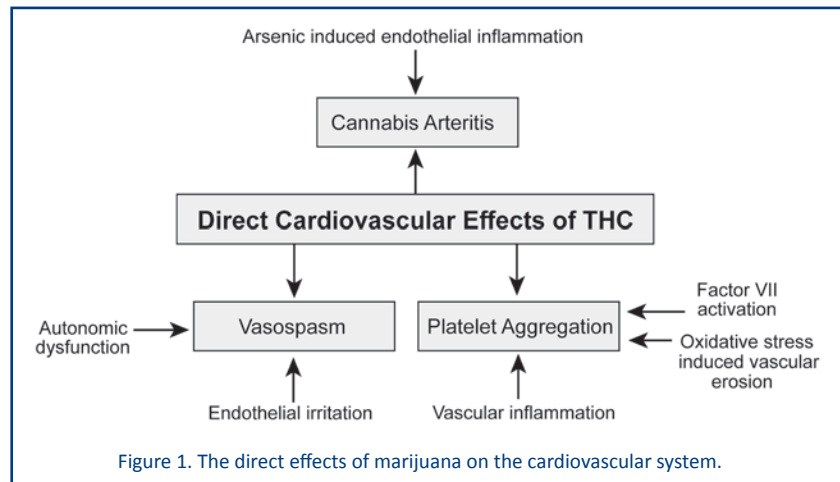 Arsenic induced endothelial inflammation
Cannabis Arteritis
Direct Cardiovascular Effects of THC
Autonomic
dysfunction
Vasospasm
Platelet Aggregation
Factor VII
activation
Oxidative stress
induced vascular
erosion
Endothelial irritation
Vascular inflammation
Figure 1. The direct effects of marijuana on the cardiovascular system.